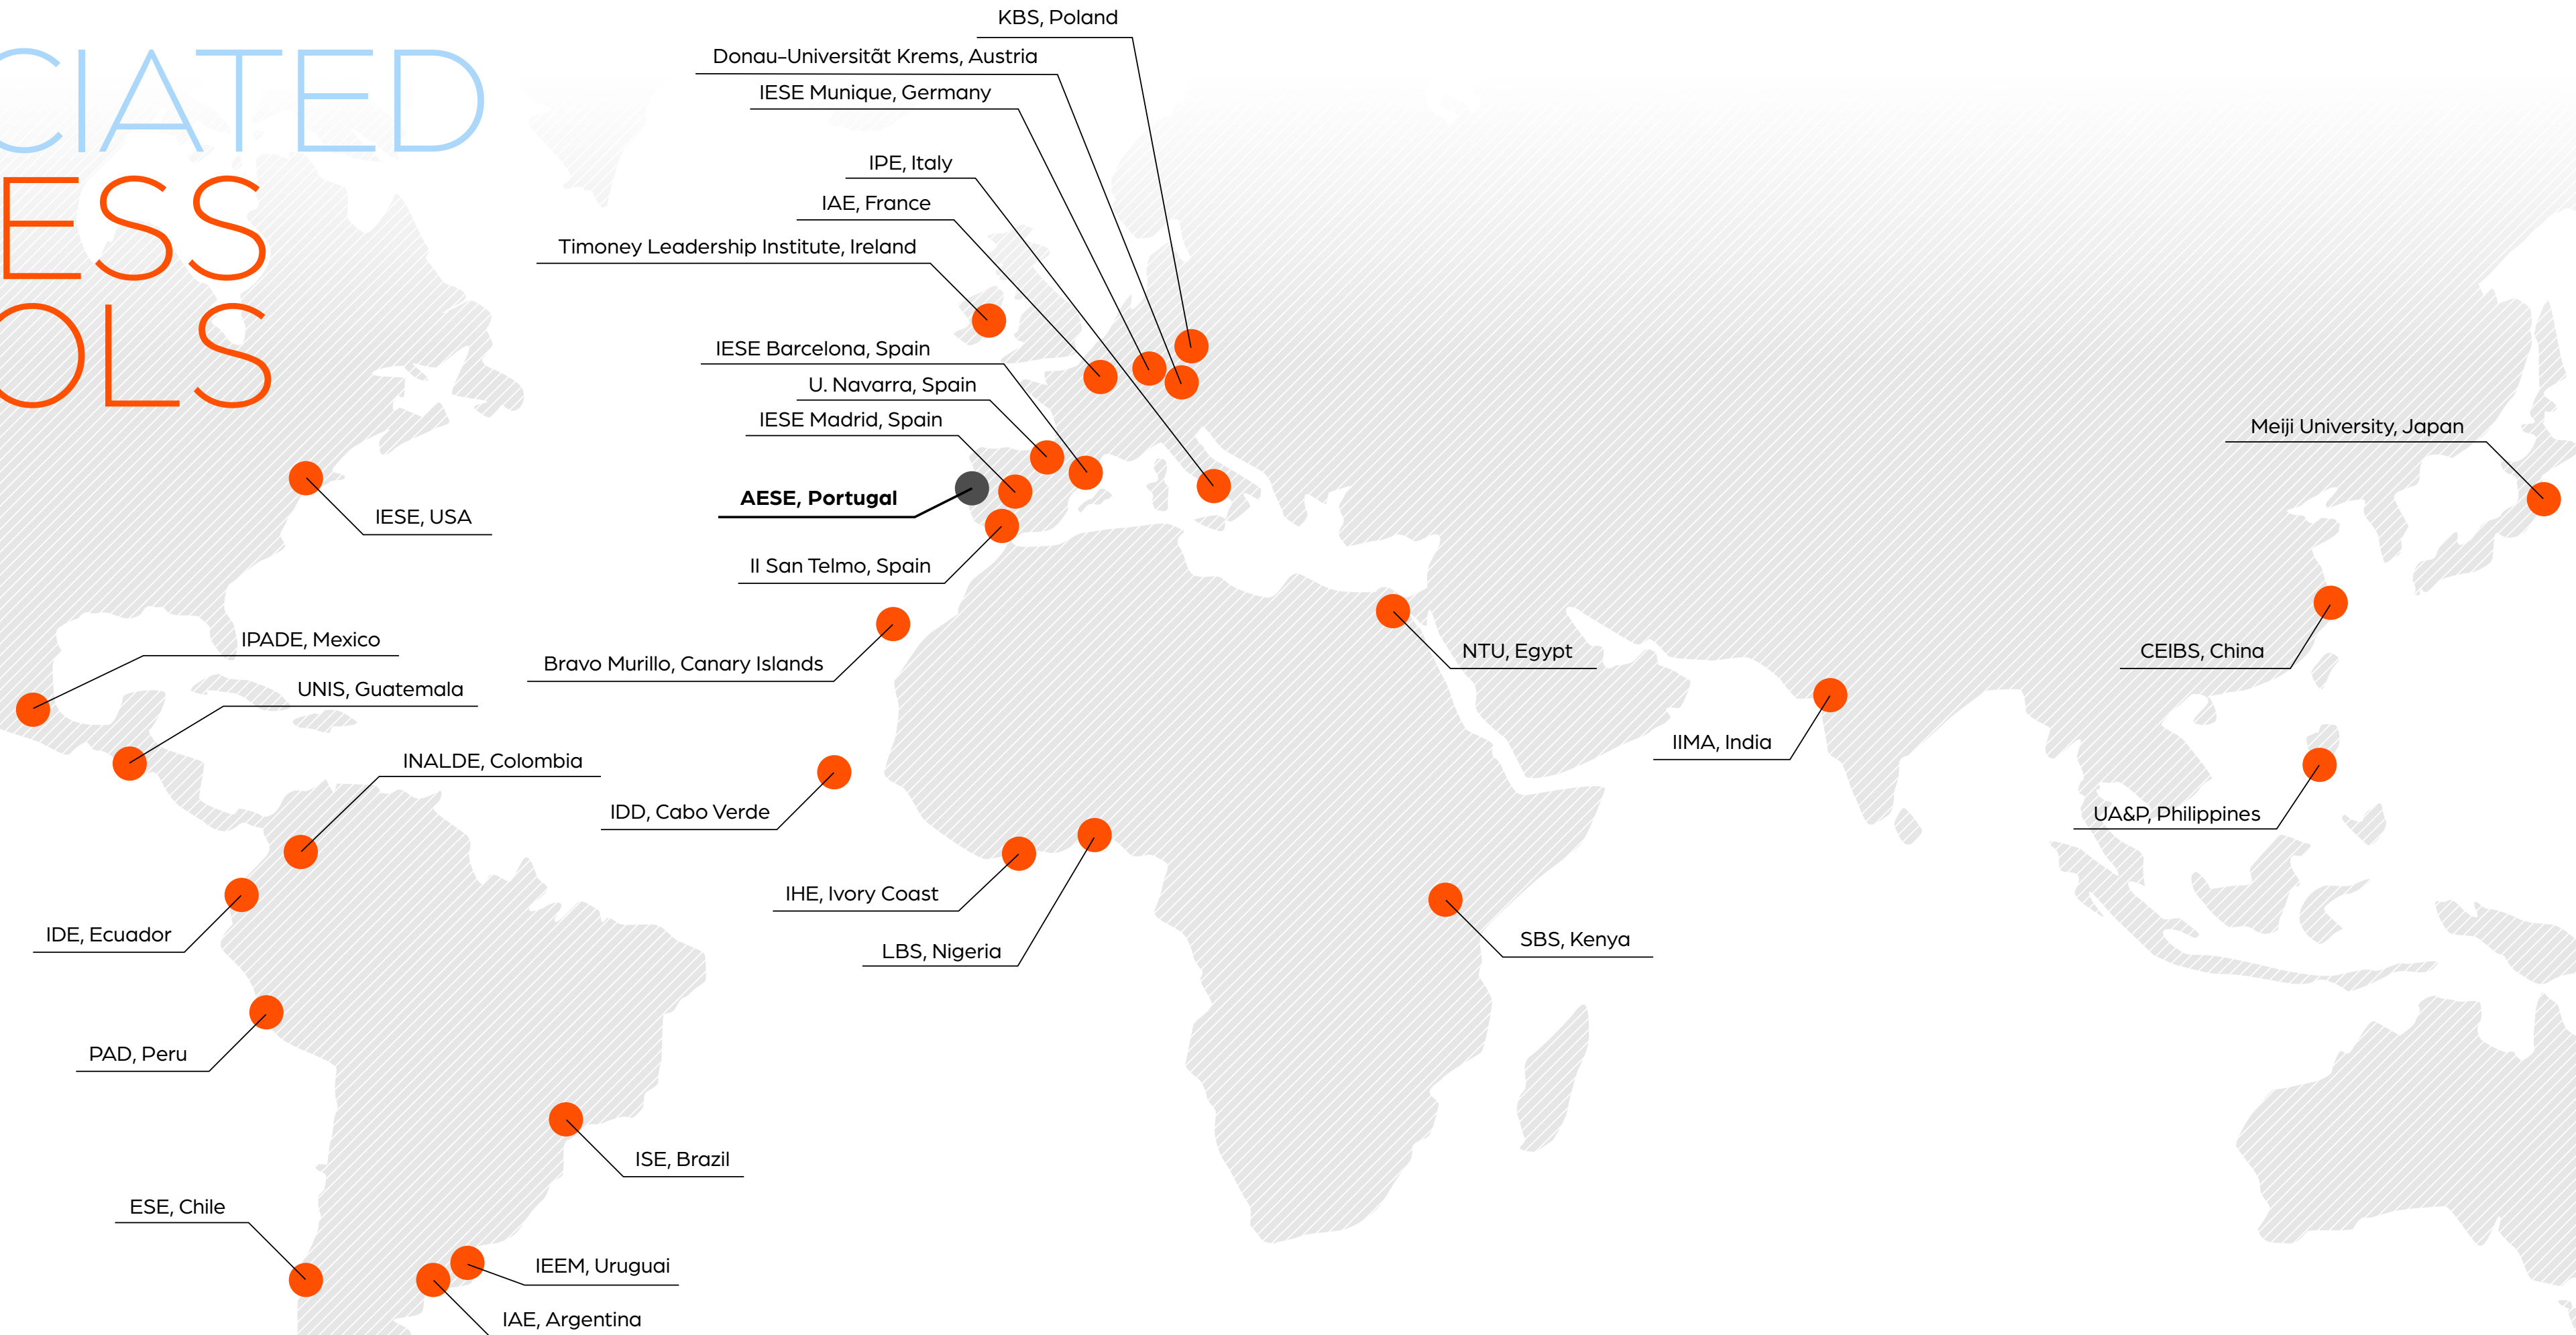 CIATED
ESS
OLS
KBS, Poland
Donau-Universität Krems, Austria
IESE Munique, Germany
IPE, Italy
IAE, France
Timoney Leadership Institute, Ireland
IESE Barcelona, Spain
U. Navarra, Spain
IESE Madrid, Spain
AESE, Portugal
II San Telmo, Spain
Bravo Murillo, Canary Islands
IESE, USA
IPADE, Mexico
UNIS, Guatemala
INALDE, Colombia
IDD, Cabo Verde
IHE, Ivory Coast
LBS, Nigeria
IDE, Ecuador
PAD, Peru
ISE, Brazil
ESE, Chile
IEEM, Uruguai
IAE, Argentina
NTU, Egypt
SBS, Kenya
IIMA, India
Meiji University, Japan
CEIBS, China
UA&P, Philippines